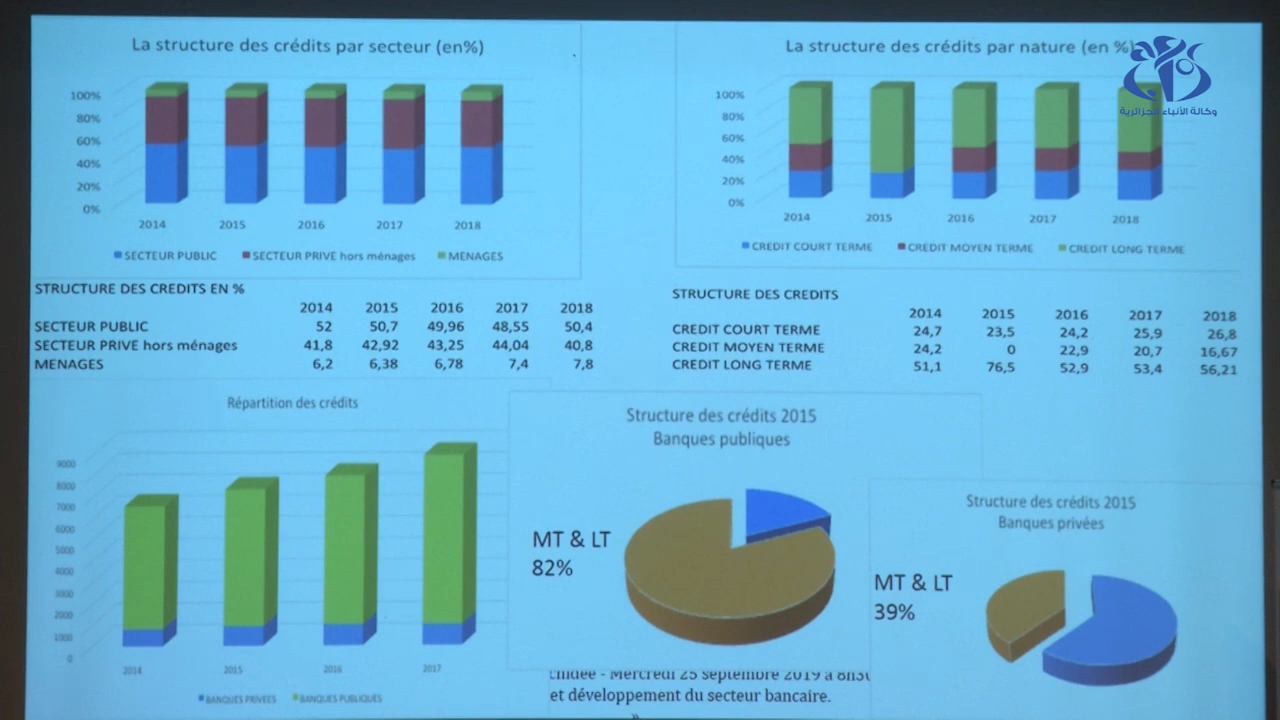 La structure des crédits par secteur (en%)
100%
80%
60%
40%
20%
0%
2014 2015 2016 2017 2018
SECTEUR PUBLIC SECTEUR PRIVE hors ménages MENAGES
La structure des crédits par nature (en %)
وكالة الأنباء الجزائرية
100%
80%
60%
40%
20%
0%
2014 2015 2016 2017 2018
CREDIT COURT TERME CREDIT MOYEN TERME CREDIT LONG TERME
STRUCTURE DES CREDITS EN %
2014 2015 2016 2017 2018
SECTEUR PUBLIC 52 50,7 49,96 48,55 50,4
SECTEUR PRIVE hors ménages 41,8 42,92 43,25 44,04 40,8
MENAGES 6,2 6,38 6,78 7,4 7,8
STRUCTURE DES CREDITS
2014 2015 2016 2017 2018
CREDIT COURT TERME 24,7 23,5 24,2 25,9 26,8
CREDIT MOYEN TERME 24,2 0 22,9 20,7 16,67
CREDIT LONG TERME 51,1 76,5 52,9 53,4 56,21
Répartition des crédits
9000
8000
7000
6000
5000
4000
3000
2000
1000
0
2014 2015 2016 2017
BANQUES PRIVEES BANQUES PUBLIQUES
Structure des crédits 2015
Banques publiques
MT & LT
82%
Structure des crédits 2015
Banques privées
MT & LT
39%
- Mercredi 25 septembre 2019 à 8h30
et développement du secteur bancaire.
»